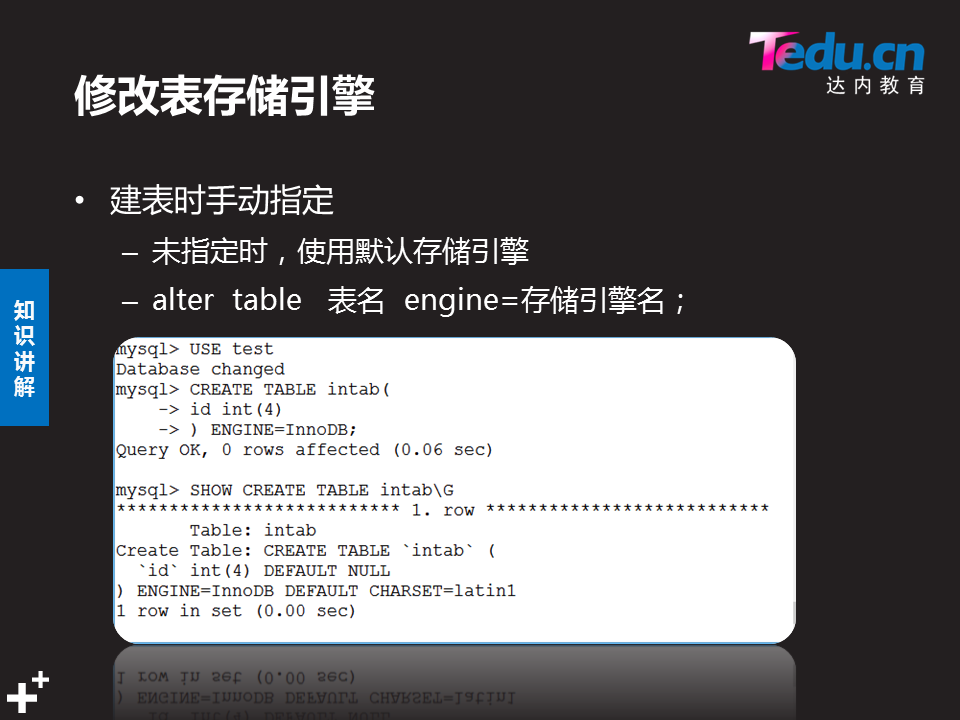 Tedu.cn
达内教育
修改表存储引擎
• 建表时手动指定
– 未指定时，使用默认存储引擎
– alter table 表名 engine=存储引擎名；
知识讲解
mysql> USE test
Database changed
mysql> CREATE TABLE intab(
    -> id int(4)
    -> ) ENGINE=InnoDB;
Query OK, 0 rows affected (0.06 sec)
mysql> SHOW CREATE TABLE intab\G
*************************** 1. row ***************************
       Table: intab
Create Table: CREATE TABLE `intab` (
  `id` int(4) DEFAULT NULL
) ENGINE=InnoDB DEFAULT CHARSET=latin1
1 row in set (0.00 sec)